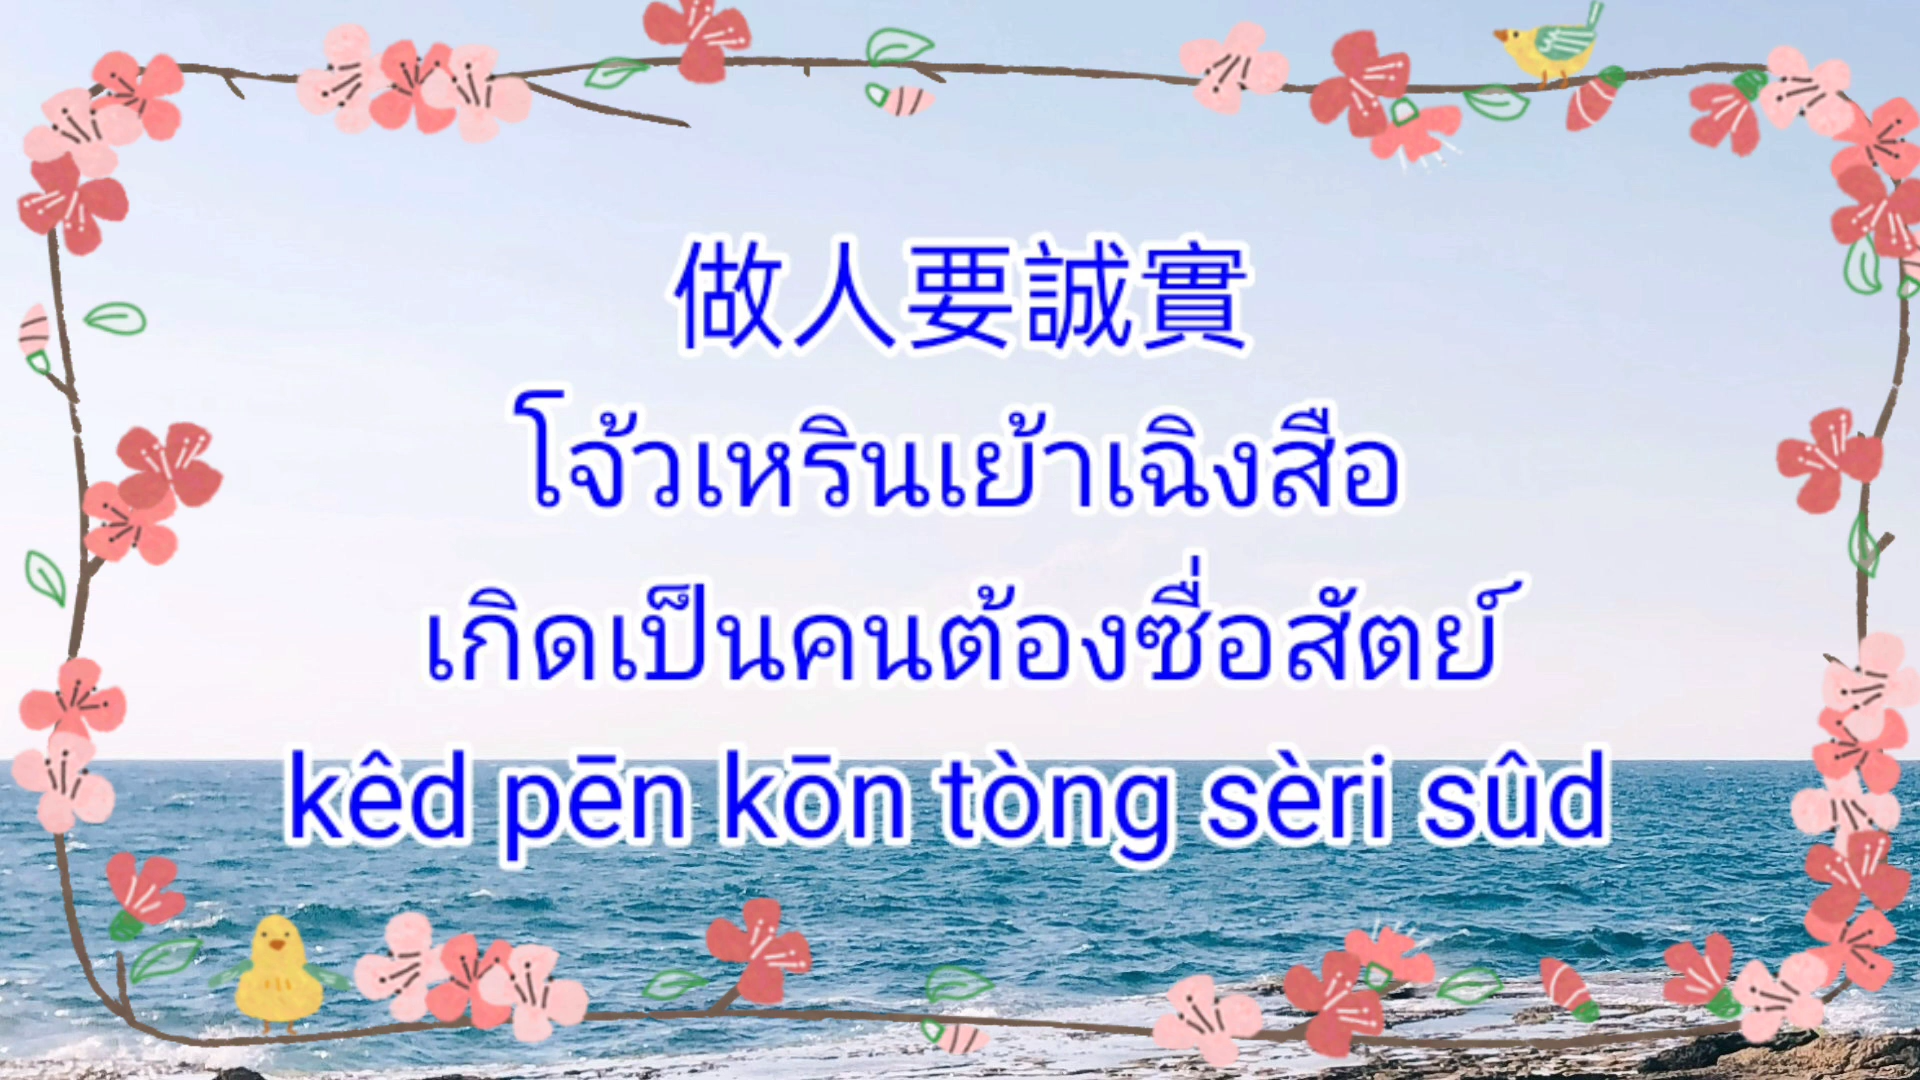 做人要誠實
โจ้วเหรินเย้าเฉิงสือ
เกิดเป็นคนต้องซื่อสัตย์
kêd pēn kōn tòng sèri sûd